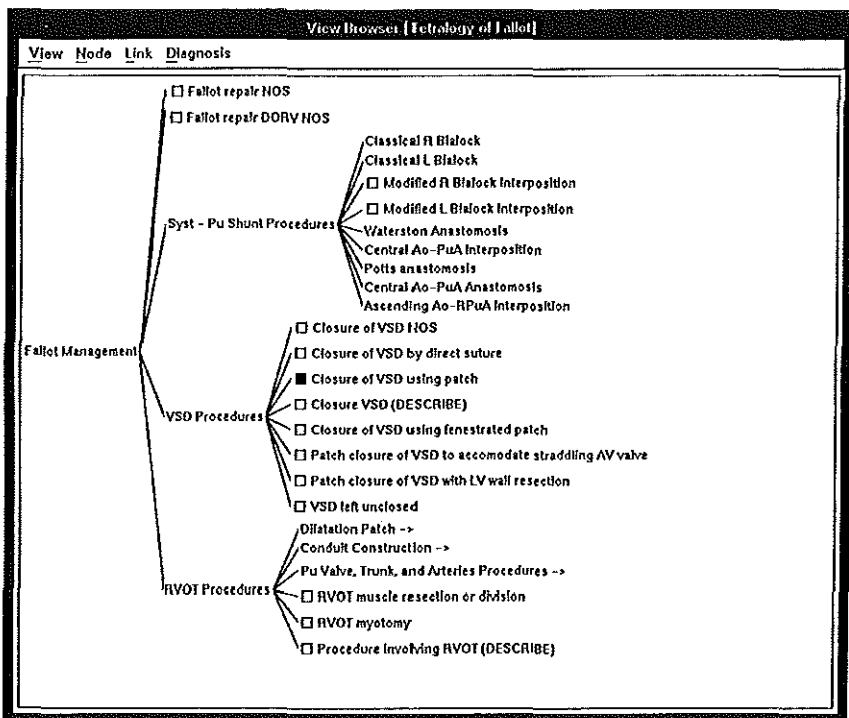 View Browser [Tetralogy of Fallot]
View Node Link Diagnosis
Fallot repair NOS
Fallot repair DORV NOS
Classical R Blalock
Classical L Blalock
Modified R Blalock Interposition
Modified L Blalock Interposition
Syst - Pu Shunt Procedures
Waterston Anastomosis
Central Ao-PuA Interposition
Potts anastomosis
Central Ao-PuA Anastomosis
Ascending Ao-RPuA Interposition
Closure of VSD NOS
Fallot Management
Closure of VSD by direct suture
Closure of VSD using patch
Closure VSD (DESCRIBE)
VSD Procedures
Closure of VSD using fenestrated patch
Patch closure of VSD to accomodate straddling AV valve
Patch closure of VSD with LV wall resection
VSD left unclosed
Dilatation Patch -->
Conduit Construction -->
Pu Valve, Trunk, and Arteries Procedures -->
RVOT Procedures
RVOT muscle resection or division
RVOT myotomy
Procedure Involving RVOT (DESCRIBE)